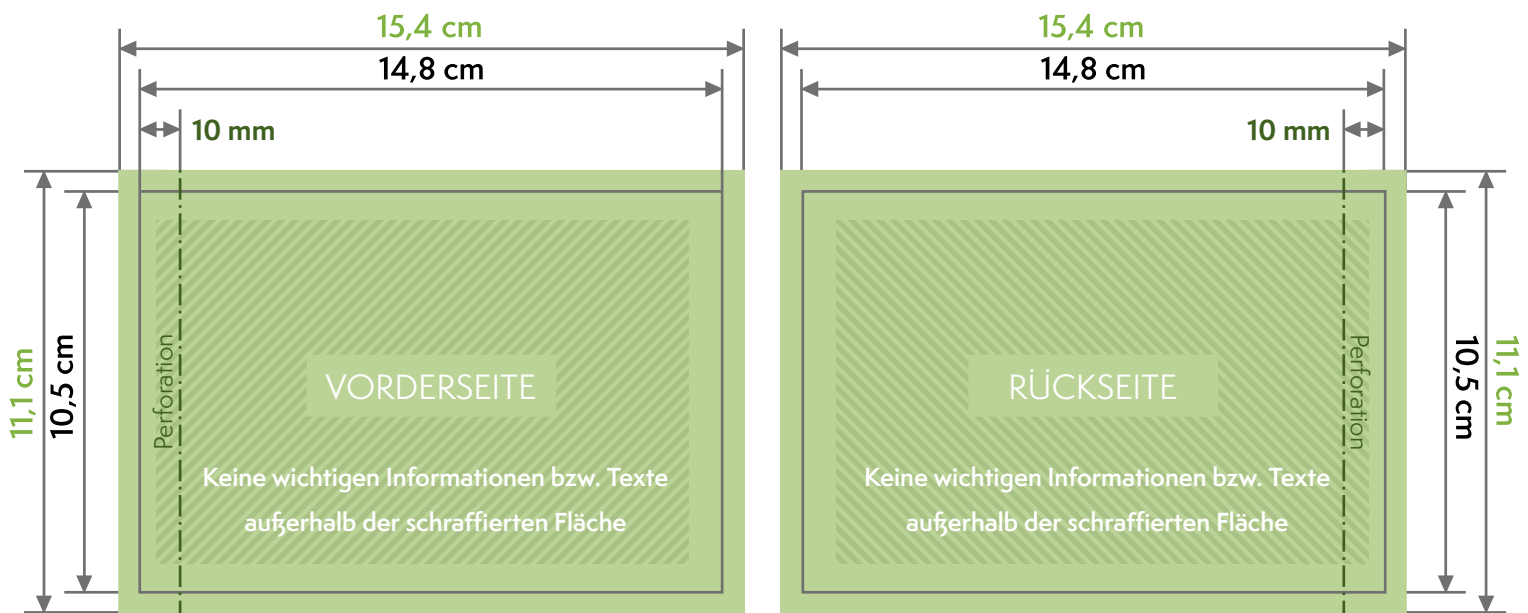 15,4 cm
14,8 cm
10 mm
11,1 cm
10,5 cm
Perforation
VORDERSEITE
Keine wichtigen Informationen bzw. Texte
außerhalb der schraffierten Fläche
15,4 cm
14,8 cm
10 mm
RÜCKSEITE
Keine wichtigen Informationen bzw. Texte
außerhalb der schraffierten Fläche
Perforation
10,5 cm
11,1 cm